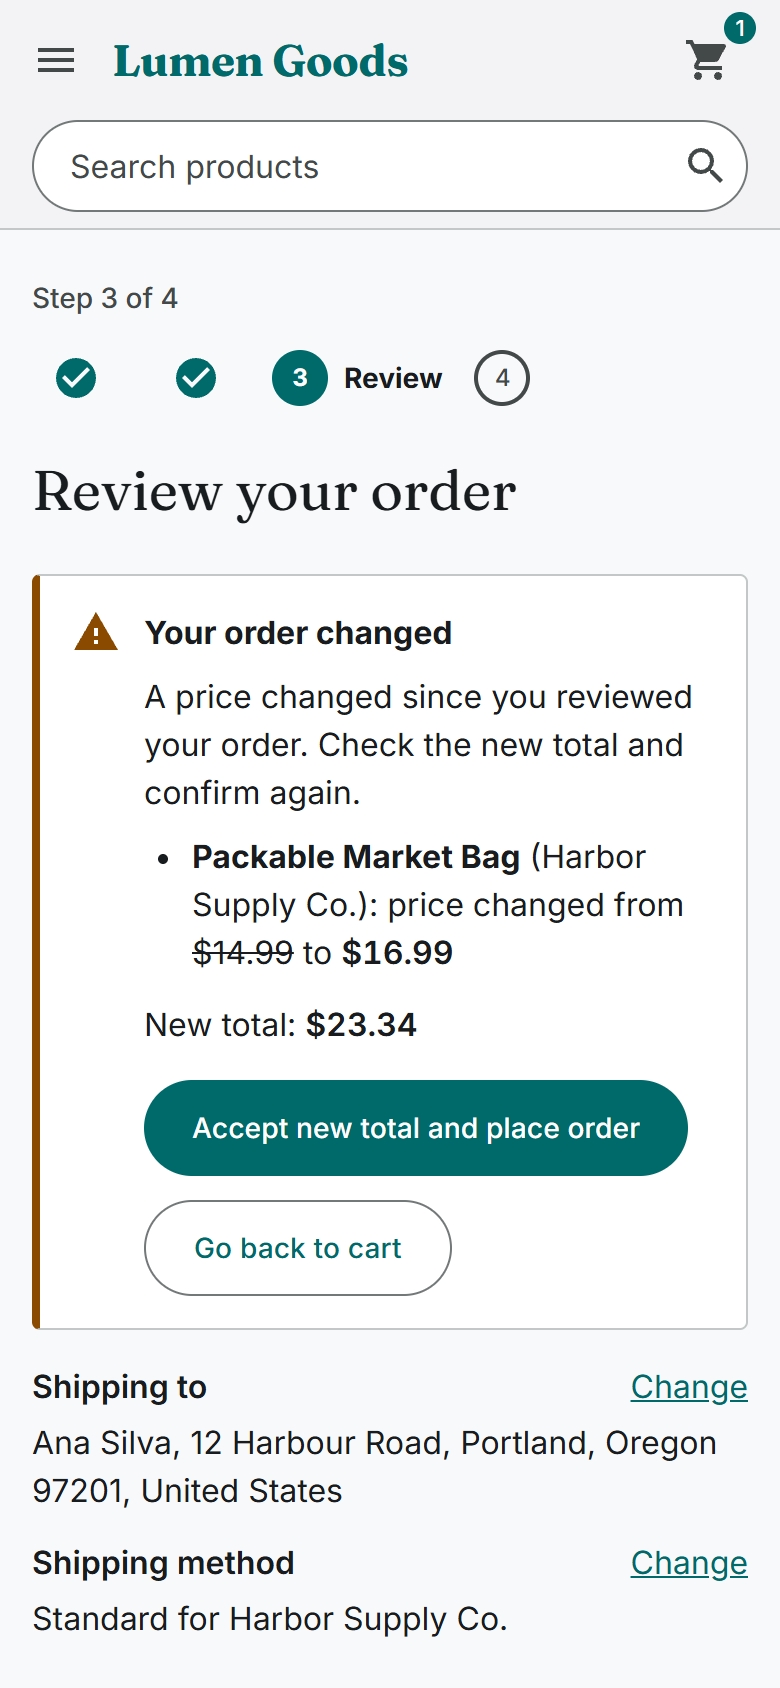 1
Lumen Goods
Search products
Step 3 of 4
3 Review 4
Review your order
Your order changed
A price changed since you reviewed
your order. Check the new total and
confirm again.
• Packable Market Bag (Harbor
Supply Co.): price changed from
$14.99 to $16.99
New total: $23.34
Accept new total and place order
Go back to cart
Shipping to Change
Ana Silva, 12 Harbour Road, Portland, Oregon
97201, United States
Shipping method Change
Standard for Harbor Supply Co.